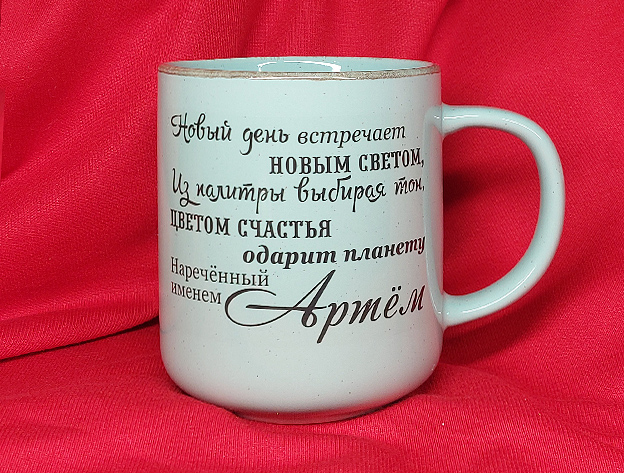 Новый день встречает
НОВЫМ СВЕТОМ,
Из палитры выбирая тон,
ЦВЕТОМ СЧАСТЬЯ
одарит планету
Наречённый
именем Артём